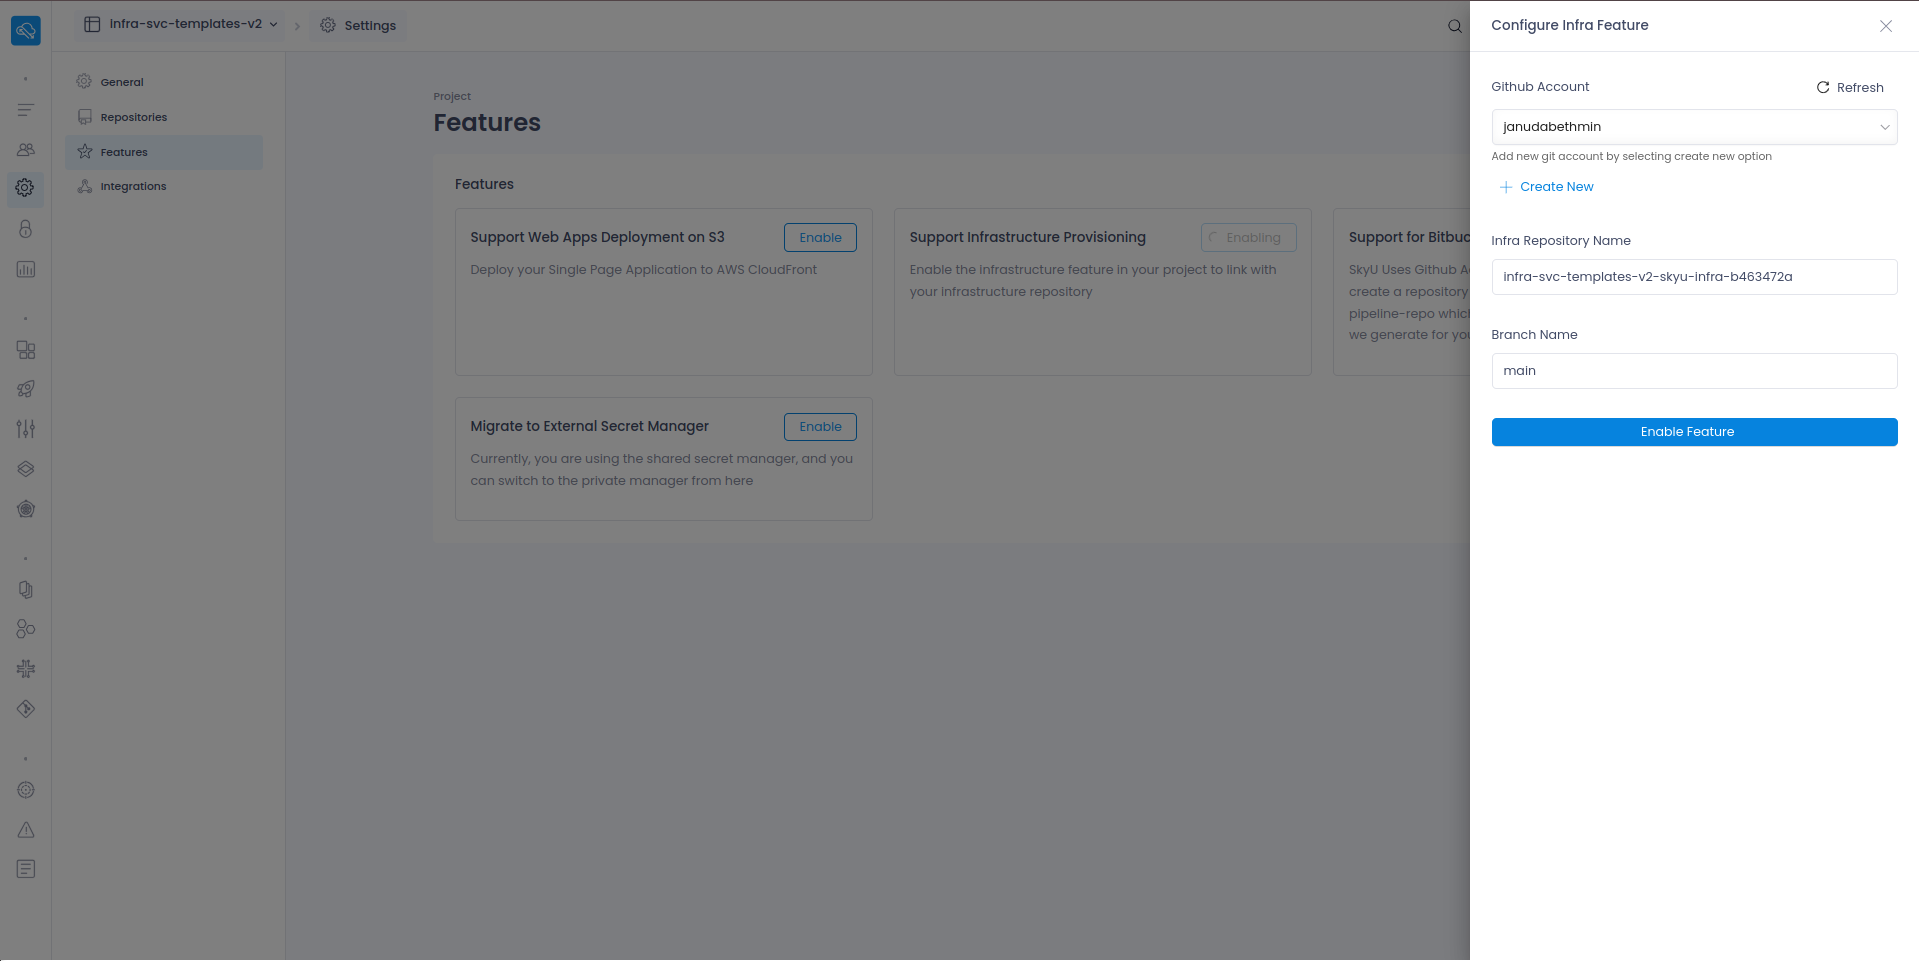 infra-svc-templates-v2
Settings
General
Repositories
Features
Integrations
Project
Features
Features
Support Web Apps Deployment on S3
Enable
Deploy your Single Page Application to AWS CloudFront
Support Infrastructure Provisioning
Enabling
Enable the infrastructure feature in your project to link with
your infrastructure repository
Support for Bitbuc
SkyU Uses Github A
create a repository
pipeline-repo whic
we generate for yo
Migrate to External Secret Manager
Enable
Currently, you are using the shared secret manager, and you
can switch to the private manager from here
Configure Infra Feature
Github Account
Refresh
janudabethmin
Add new git account by selecting create new option
Create New
Infra Repository Name
infra-svc-templates-v2-skyu-infra-b463472a
Branch Name
main
Enable Feature